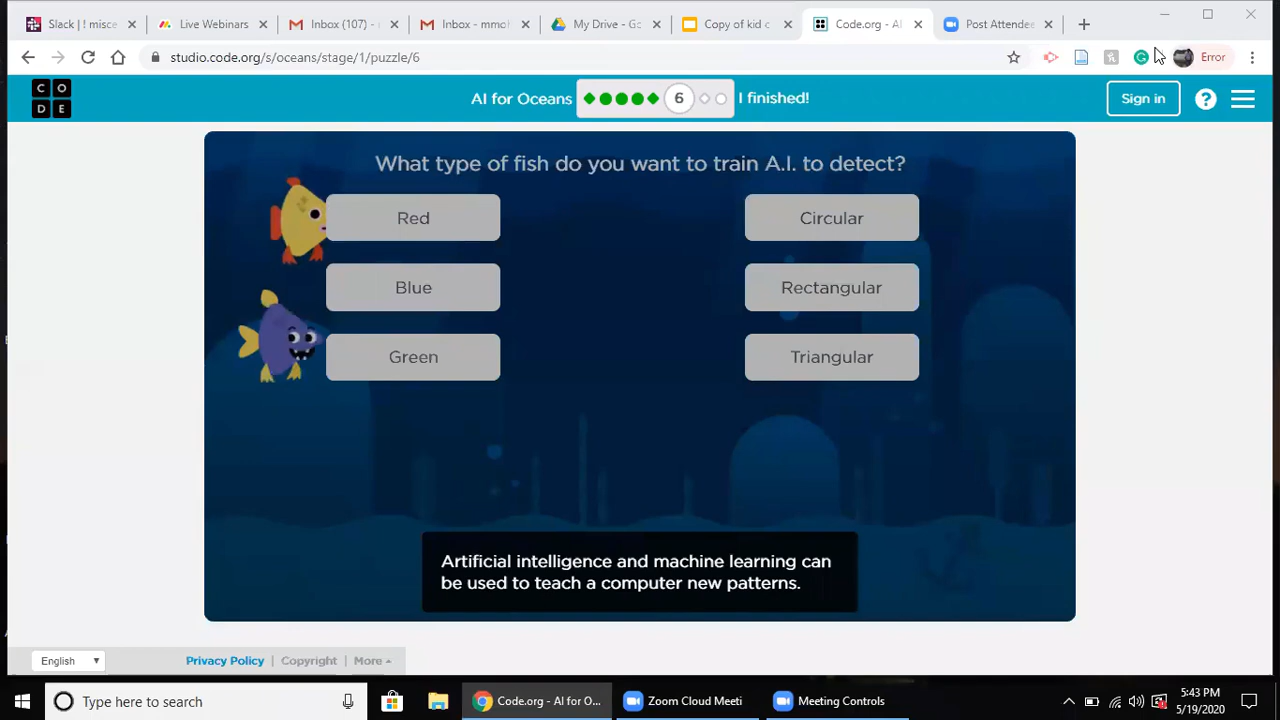 Slack | ! misce
Live Webinars
Inbox (107) -
Inbox - mmo
My Drive - Go
Copy of kid c
Code.org - AI
Post Attende
studio.code.org/s/oceans/stage/1/puzzle/6
Error
C O
D E
AI for Oceans
6
I finished!
Sign in
?
What type of fish do you want to train A.I. to detect?
Red
Circular
Blue
Rectangular
Green
Triangular
Artificial intelligence and machine learning can
be used to teach a computer new patterns.
English
Privacy Policy | Copyright | More
Type here to search
Code.org - AI for O...
Zoom Cloud Meeti
Meeting Controls
5:43 PM
5/19/2020